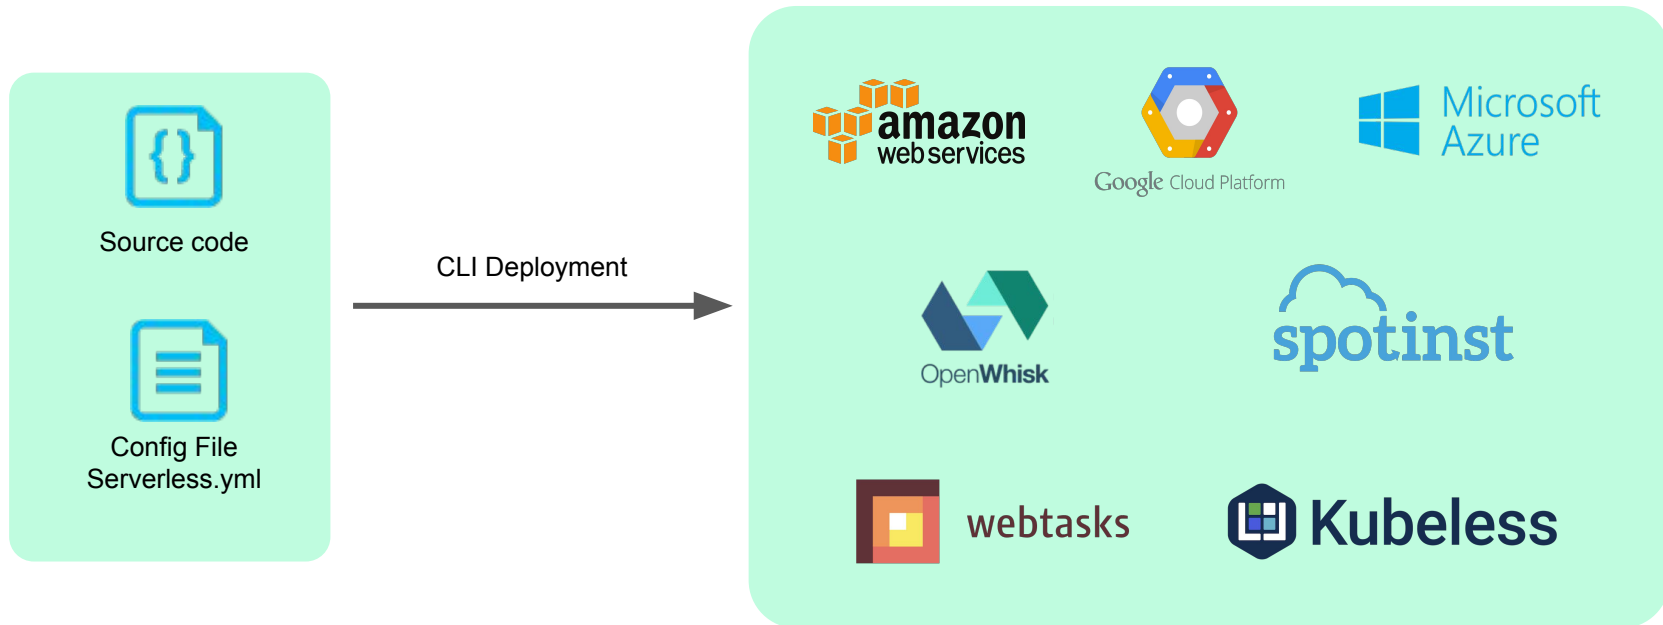 Source code
Config File
Serverless.yml
CLI Deployment
amazon
web services
Google Cloud Platform
Microsoft
Azure
OpenWhisk
spotinst
webtasks
Kubeless